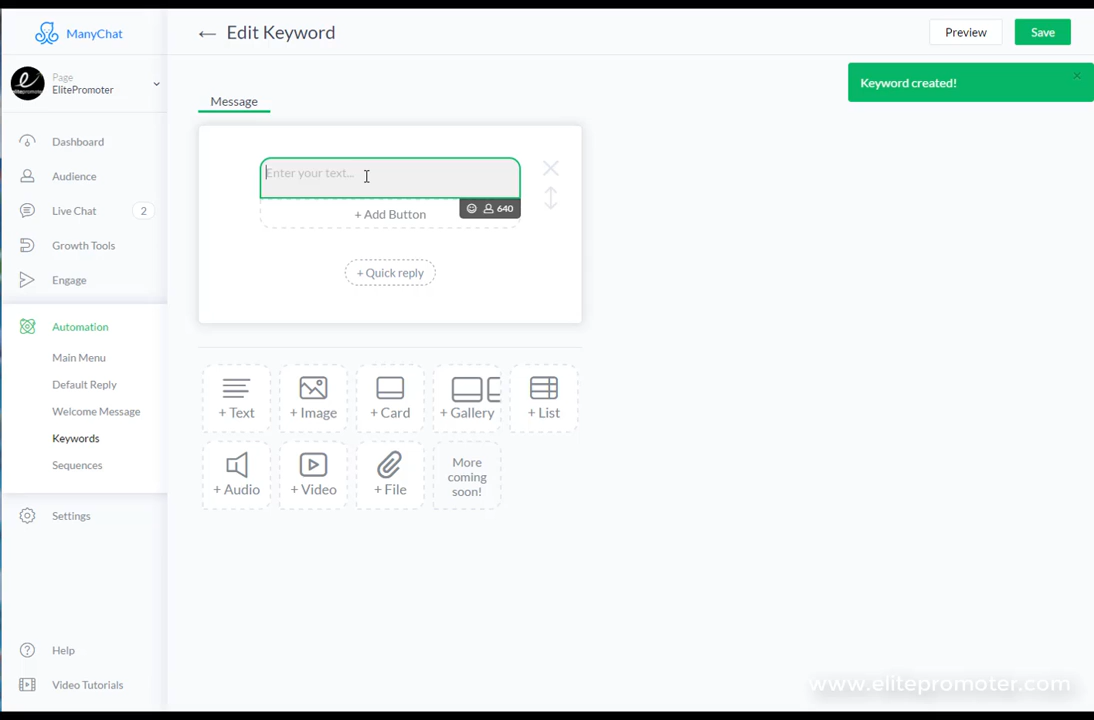 ManyChat
← Edit Keyword
Preview
Save
Page
ElitePromoter
Keyword created!
Message
Dashboard
Enter your text...
Audience
Live Chat
2
640
+ Add Button
Growth Tools
+ Quick reply
Engage
Automation
Main Menu
Default Reply
Welcome Message
Keywords
Sequences
+ Text
+ Image
+ Card
+ Gallery
+ List
+ Audio
+ Video
+ File
More
coming
soon!
Settings
Help
Video Tutorials
www.elitepromoter.com